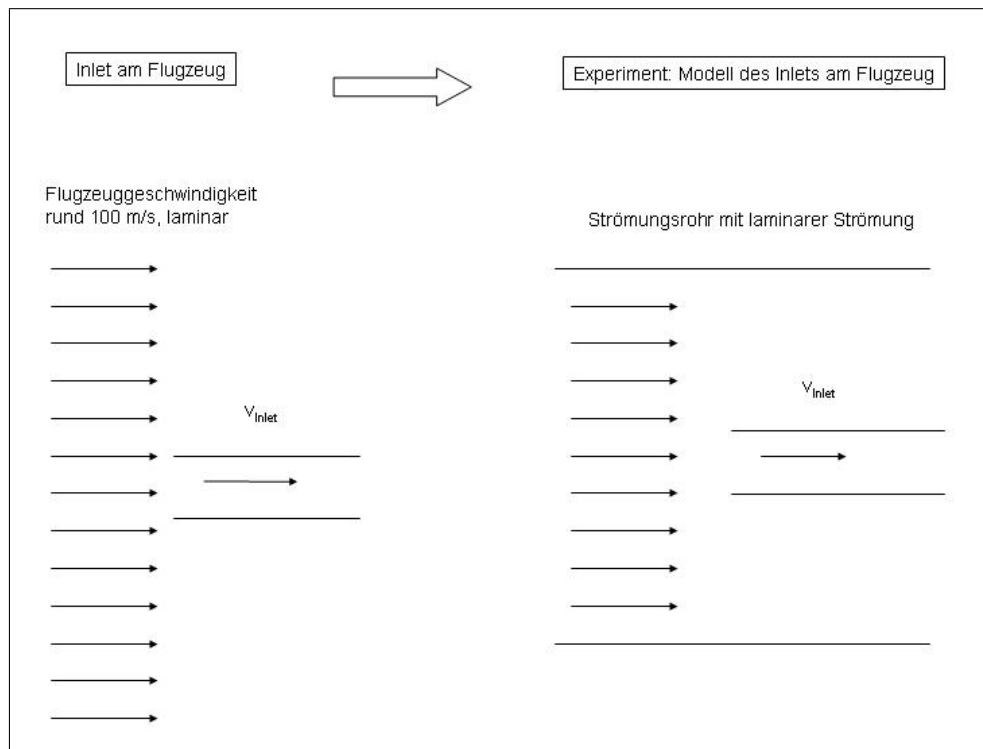 Inlet am Flugzeug
Experiment: Modell des Inlets am Flugzeug
Flugzeuggeschwindigkeit
rund 100 m/s, laminar
Strömungsrohr mit laminarer Strömung
VInlet
VInlet